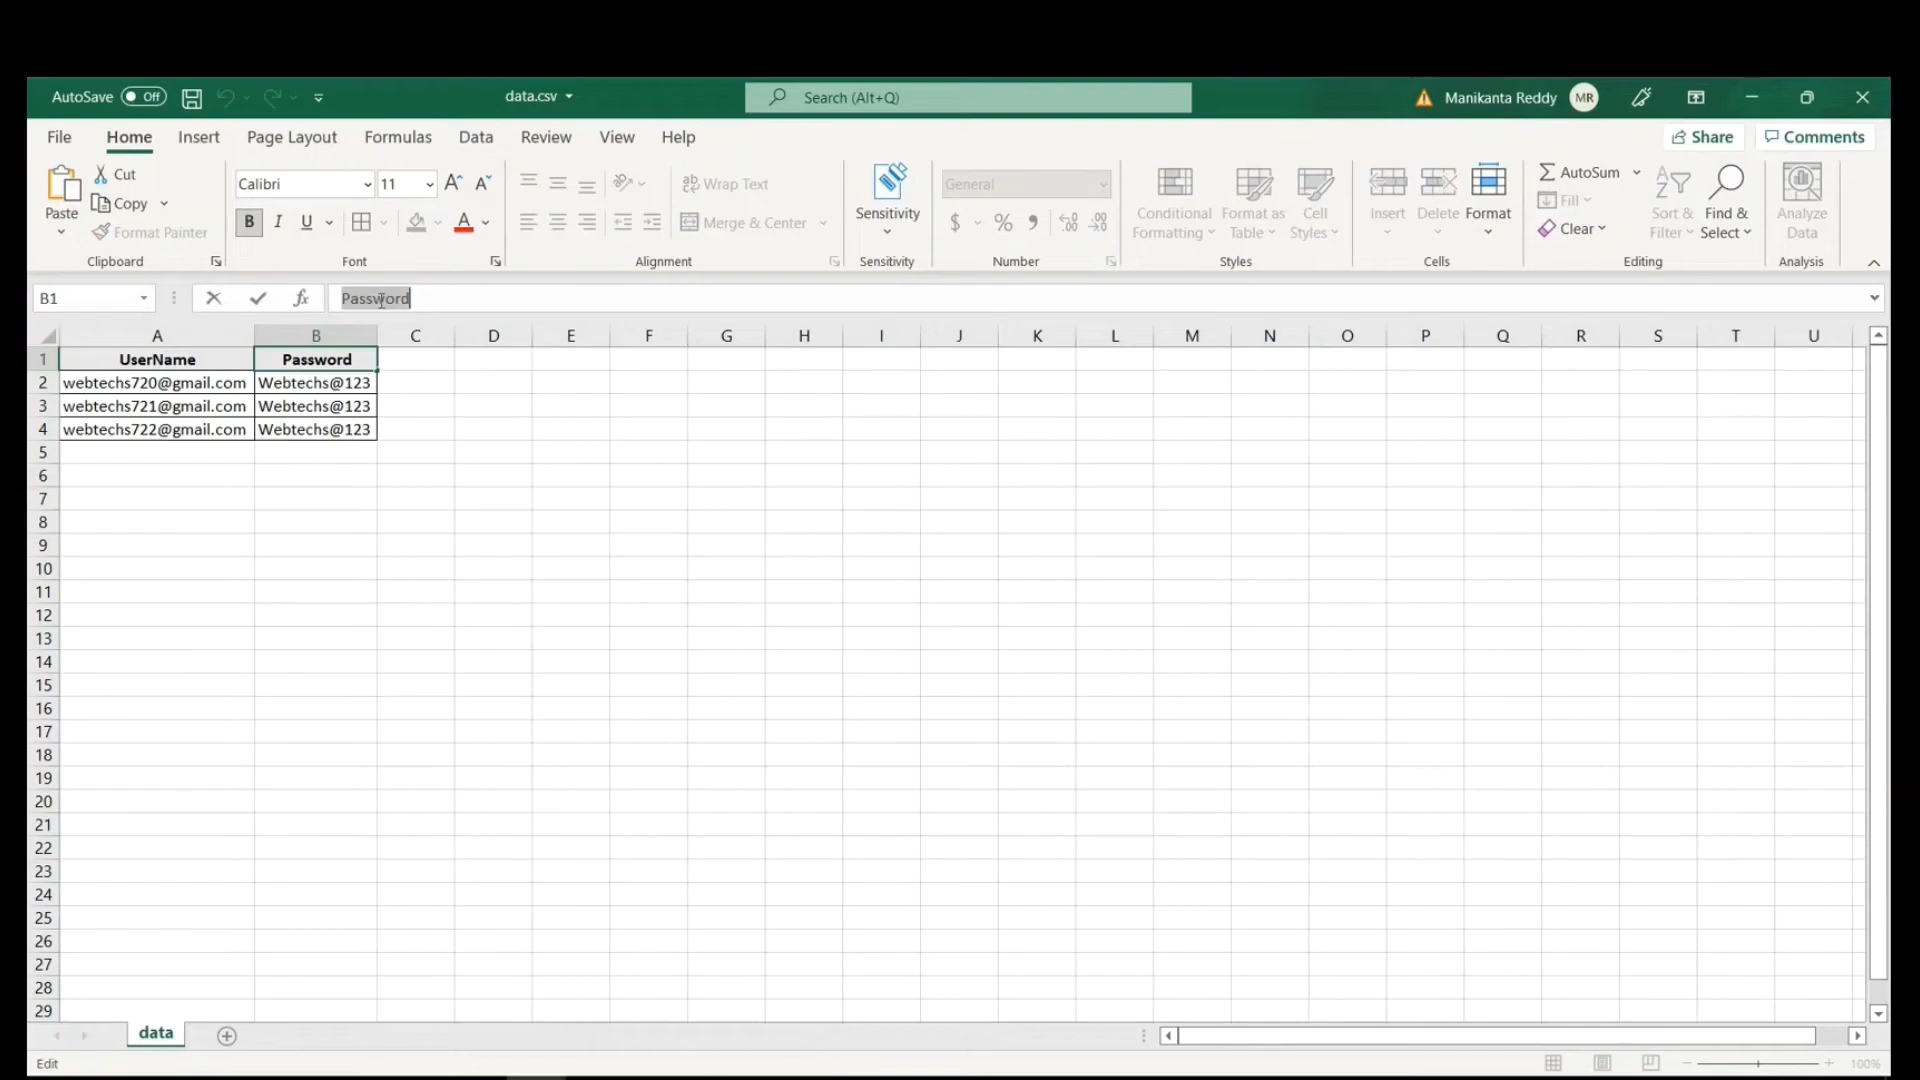 AutoSave Off data.csv Search (Alt+Q) Manikanta Reddy MR
File Home Insert Page Layout Formulas Data Review View Help Share Comments
Paste Cut Copy Format Painter
Clipboard
Calibri 11
B I U A
Font
ab Wrap Text
Merge & Center
Alignment
Sensitivity
Sensitivity
General
$ % 9
Number
Conditional Formatting
Format as Table
Cell Styles
Styles
Insert Delete Format
Cells
AutoSum
Fill
Clear
Sort & Filter
Find & Select
Editing
Analyze Data
Analysis
B1 fx Password
A B C D E F G H I J K L M N O P Q R S T U
1 UserName Password
2 webtechs720@gmail.com Webtechs@123
3 webtechs721@gmail.com Webtechs@123
4 webtechs722@gmail.com Webtechs@123
5
6
7
8
9
10
11
12
13
14
15
16
17
18
19
20
21
22
23
24
25
26
27
28
29
data
Edit 100%